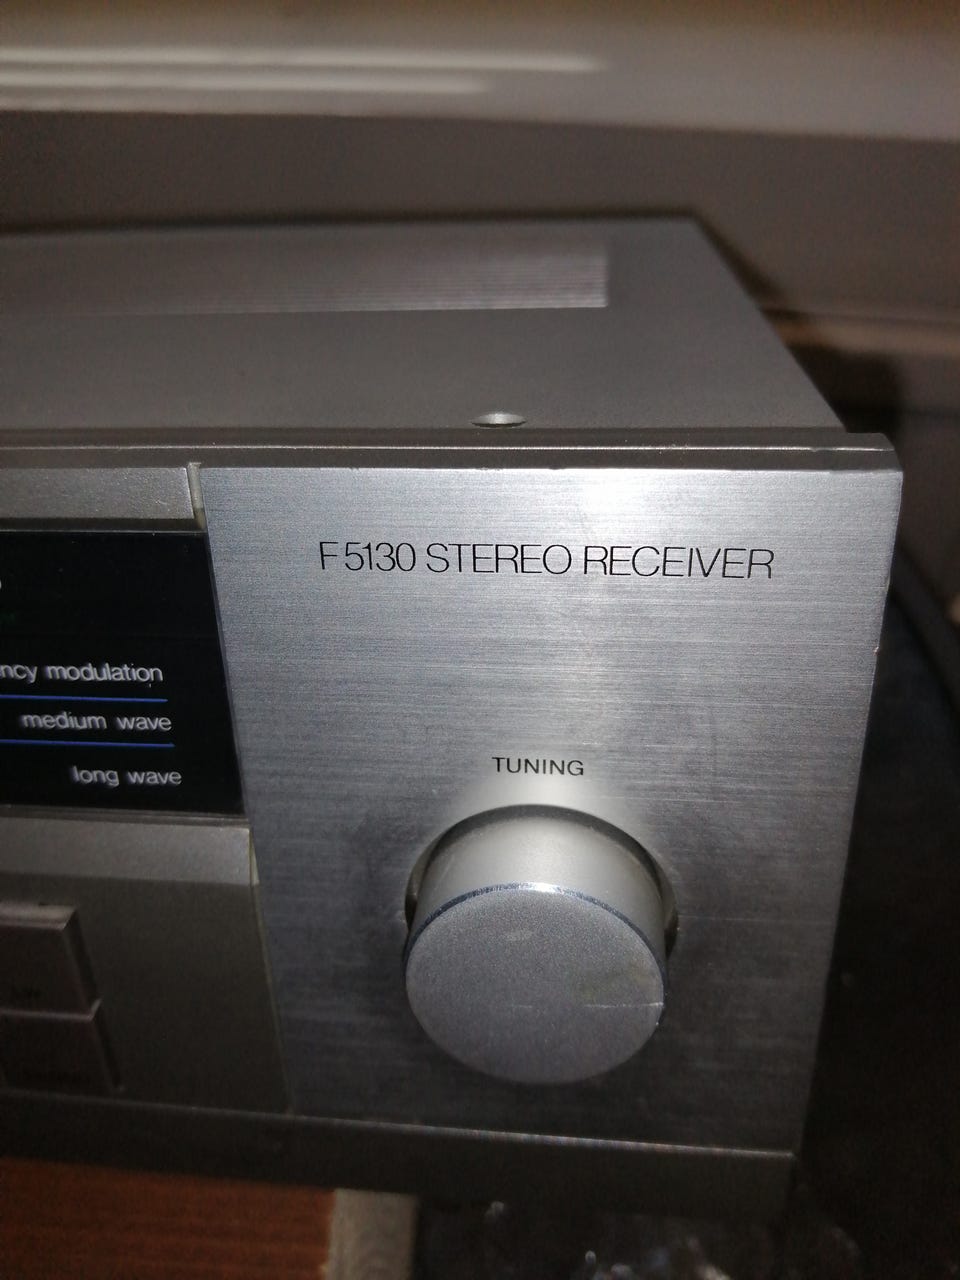 F5130 STEREO RECEIVER
ncy modulation
medium wave
long wave
TUNING